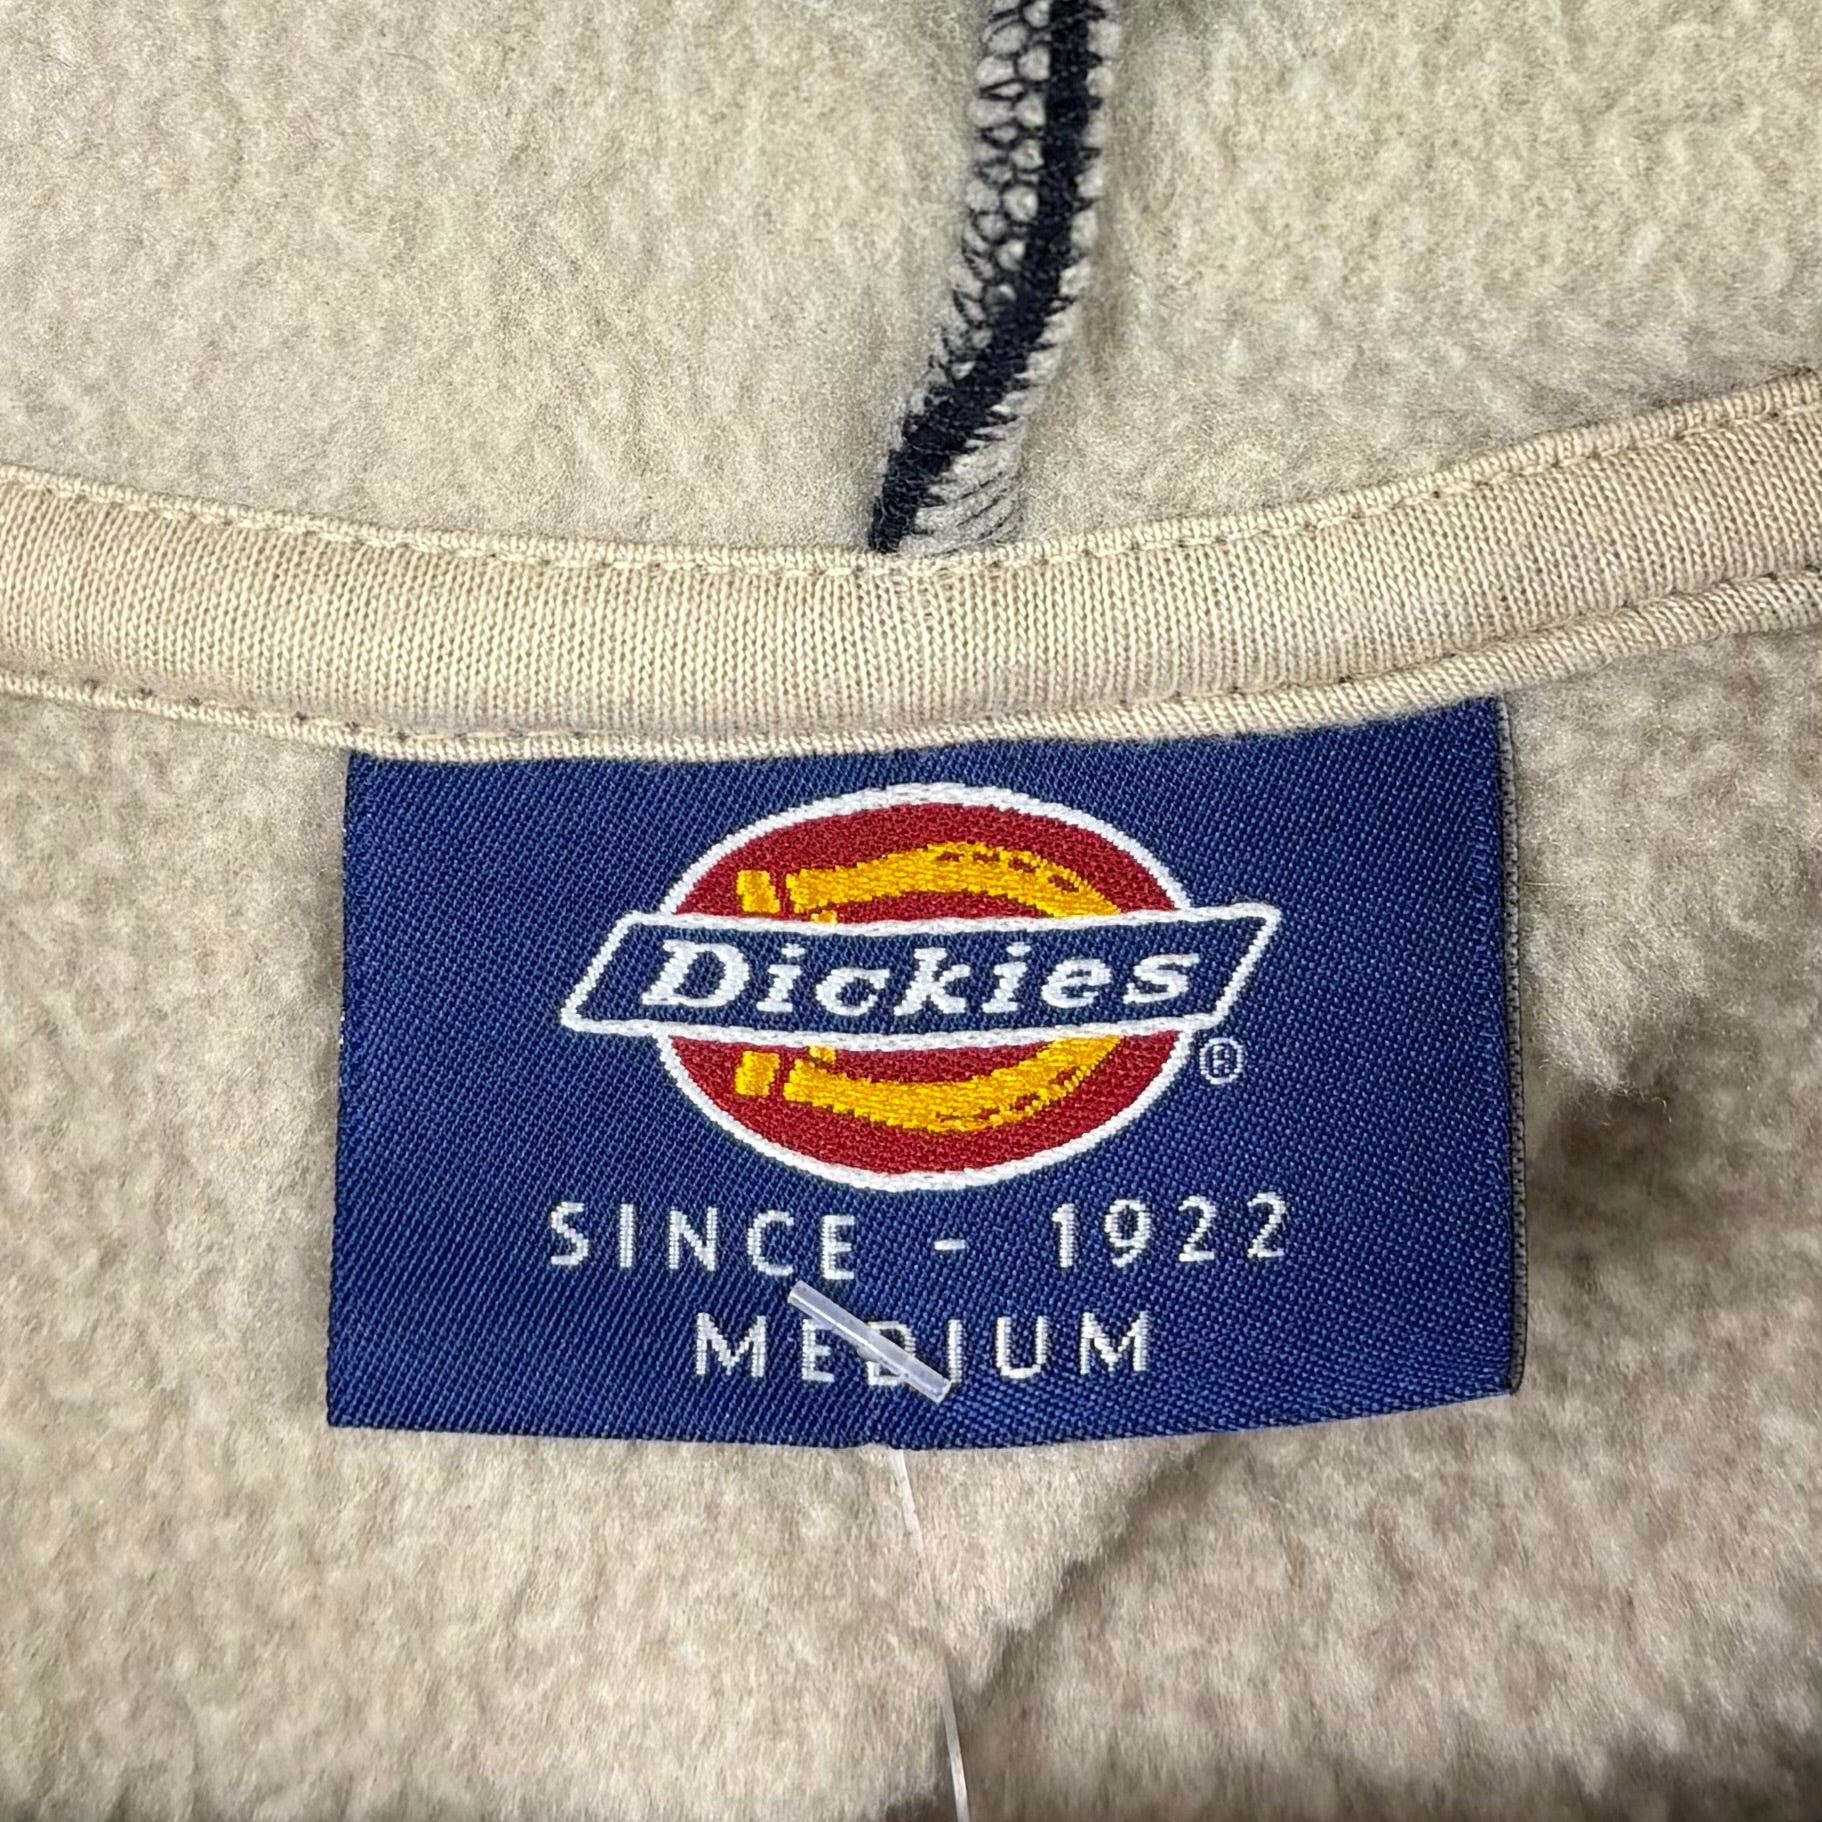 Dickies
®
SINCE - 1922
MEDIUM